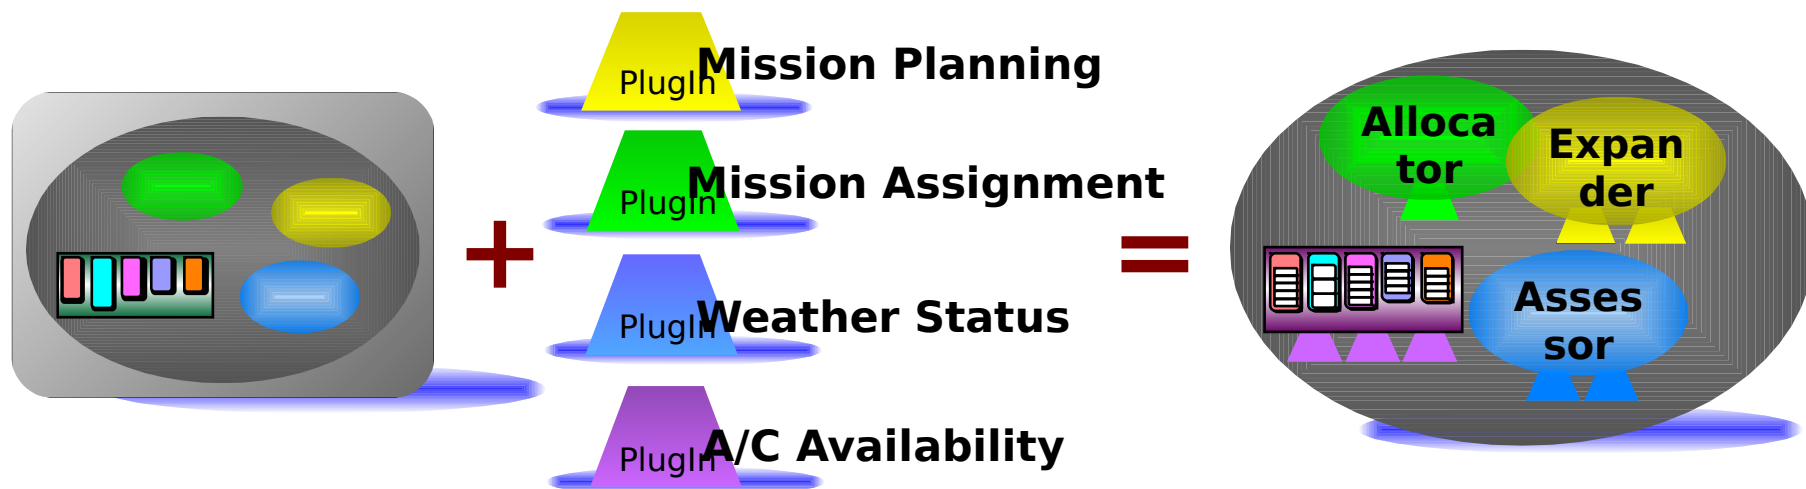 PlugIn Mission Planning
PlugIn Mission Assignment
PlugIn Weather Status
PlugIn A/C Availability
+
=
Alloca
tor
Expan
der
Asses
sor